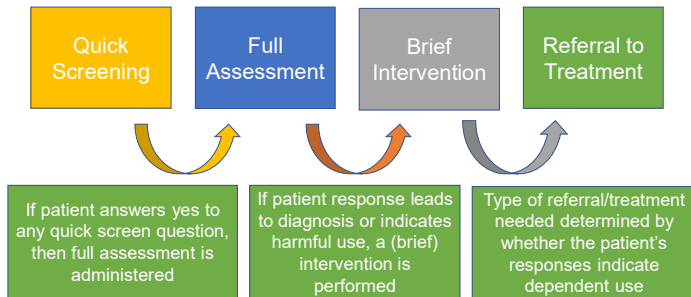 Quick
Screening
Full
Assessment
Brief
Intervention
Referral to
Treatment
If patient answers yes to
any quick screen question,
then full assessment is
administered
If patient response leads
to diagnosis or indicates
harmful use, a (brief)
intervention is
performed
Type of referral/treatment
needed determined by
whether the patient’s
responses indicate
dependent use